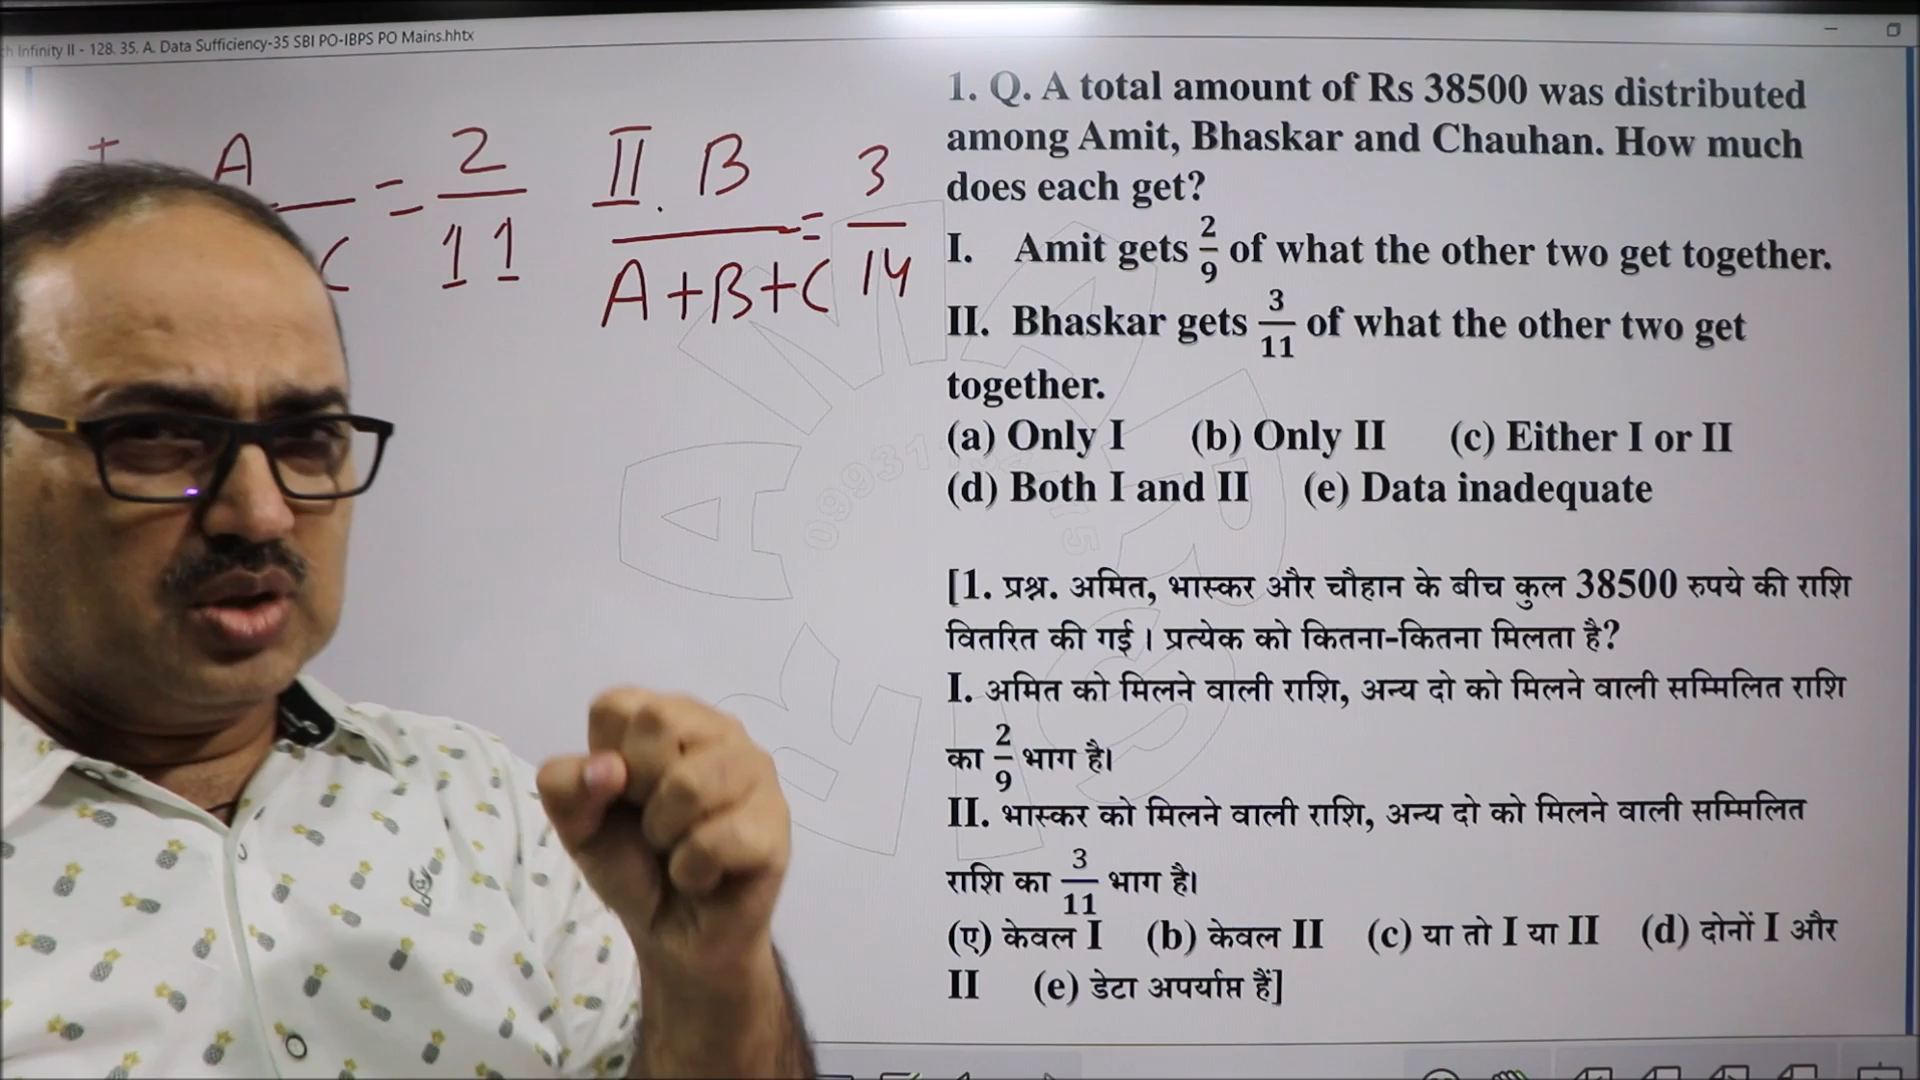 h Infinity II - 128. 35. A. Data Sufficiency-35 SBI PO-IBPS PO Mains.hhtx
A = 2
C 11
II. B = 3
A+B+C 14
1. Q. A total amount of Rs 38500 was distributed
among Amit, Bhaskar and Chauhan. How much
does each get?
I. Amit gets 2/9 of what the other two get together.
II. Bhaskar gets 3/11 of what the other two get
together.
(a) Only I (b) Only II (c) Either I or II
(d) Both I and II (e) Data inadequate
[1. प्रश्न. अमित, भास्कर और चौहान के बीच कुल 38500 रुपये की राशि
वितरित की गई। प्रत्येक को कितना-कितना मिलता है?
I. अमित को मिलने वाली राशि, अन्य दो को मिलने वाली सम्मिलित राशि
का 2/9 भाग है।
II. भास्कर को मिलने वाली राशि, अन्य दो को मिलने वाली सम्मिलित
राशि का 3/11 भाग है।
(ए) केवल I (b) केवल II (c) या तो I या II (d) दोनों I और
II (e) डेटा अपर्याप्त हैं]